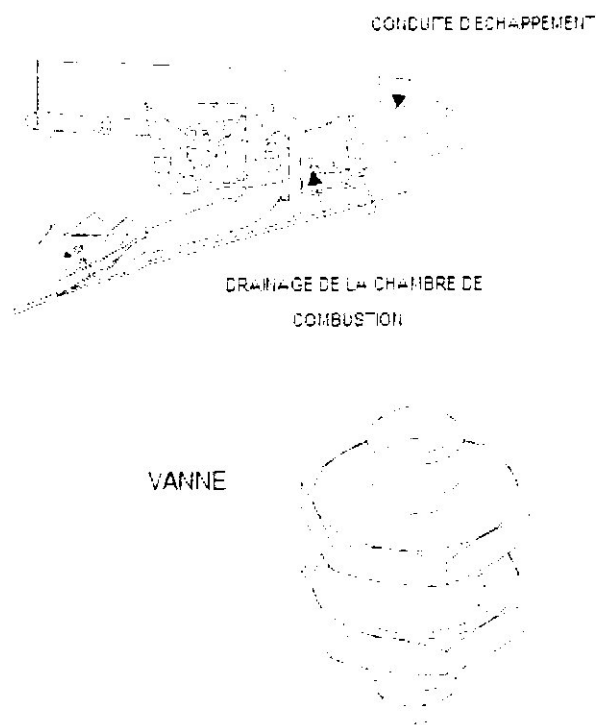 CONDUITE D'ECHAPPEMENT
DRAINAGE DE LA CHAMBRE DE
COMBUSTION
VANNE